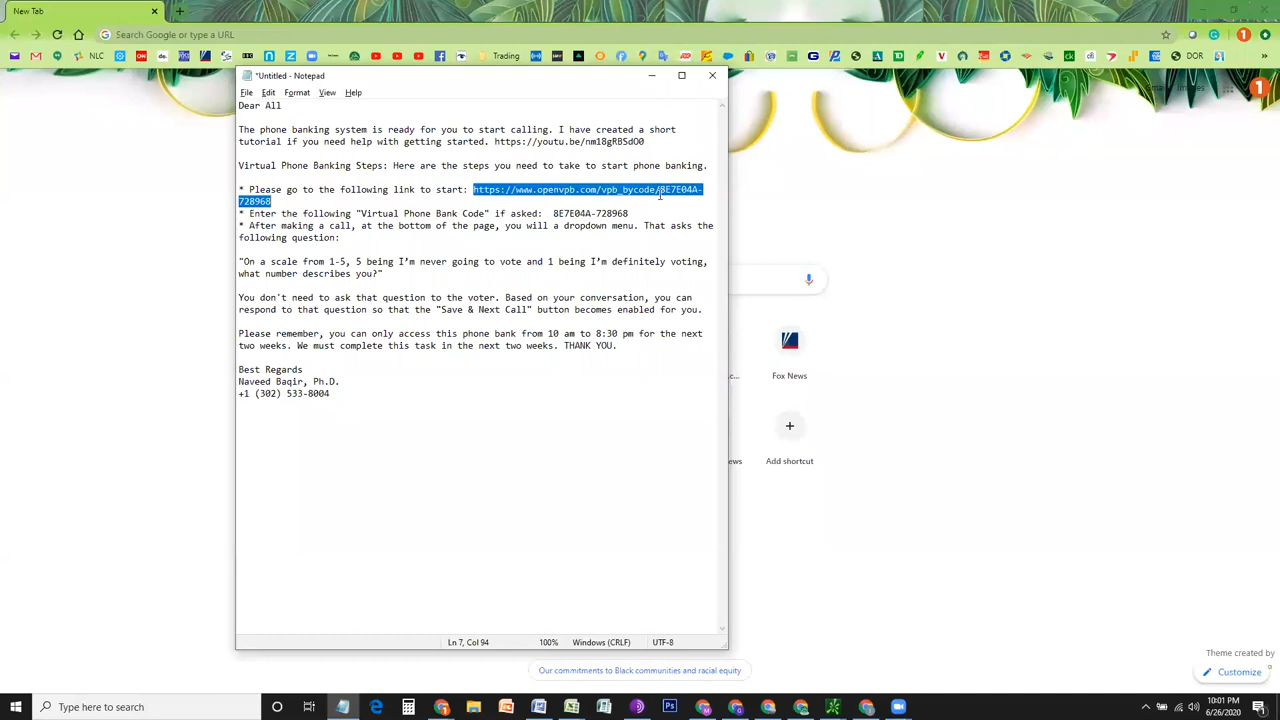 New Tab
Search Google or type a URL
NLC
Trading
DOR
*Untitled - Notepad
File Edit Format View Help
Dear All
The phone banking system is ready for you to start calling. I have created a short
tutorial if you need help with getting started. https://youtu.be/nm18gRBSdO0
Virtual Phone Banking Steps: Here are the steps you need to take to start phone banking.
* Please go to the following link to start: https://www.openvpb.com/vpb_bycode/8E7E04A-
728968
* Enter the following "Virtual Phone Bank Code" if asked: 8E7E04A-728968
* After making a call, at the bottom of the page, you will a dropdown menu. That asks the
following question:
"On a scale from 1-5, 5 being I’m never going to vote and 1 being I’m definitely voting,
what number describes you?"
You don't need to ask that question to the voter. Based on your conversation, you can
respond to that question so that the "Save & Next Call" button becomes enabled for you.
Please remember, you can only access this phone bank from 10 am to 8:30 pm for the next
two weeks. We must complete this task in the next two weeks. THANK YOU.
Best Regards
Naveed Baqir, Ph.D.
+1 (302) 533-8004
Fox News
Add shortcut
Ln 7, Col 94 100% Windows (CRLF) UTF-8
Our commitments to Black communities and racial equity
Theme created by
Customize
Type here to search
10:01 PM
6/26/2020